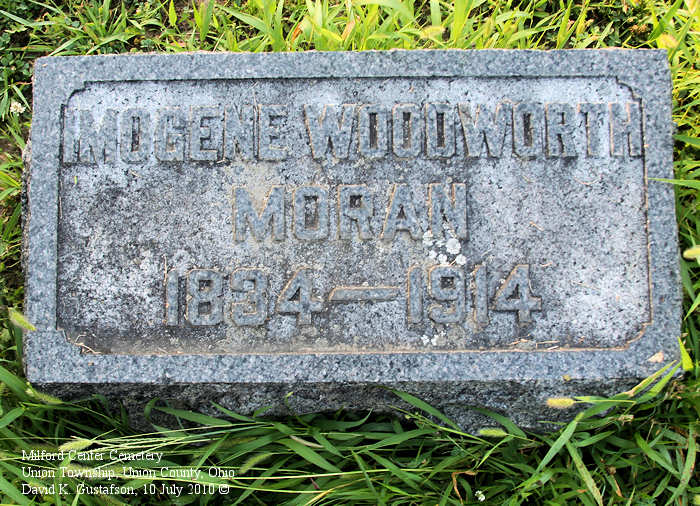 IMOGENE WOODWORTH
MORAN
1834 — 1914
Milford Center Cemetery
Union Township, Union County, Ohio
David K. Gustafson, 10 July 2010 ©